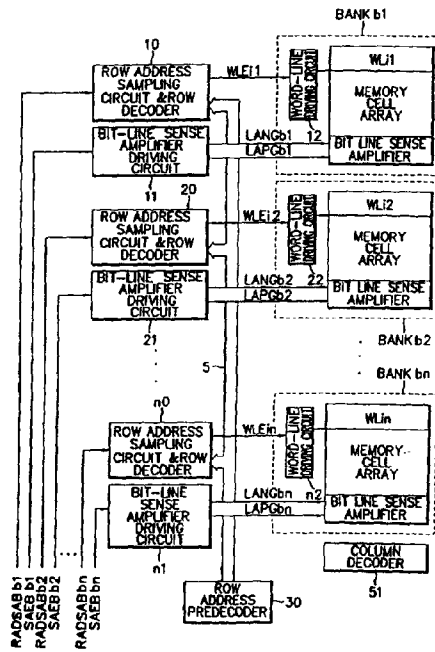 BANK b1
10
ROW ADDRESS
SAMPLING
CIRCUIT &ROW
DECODER
WLEi1
WORD-LINE
DRIVING CIRCUIT
WLi1
MEMORY
CELL
ARRAY
BIT LINE SENSE
AMPLIFIER
12
BIT-LINE SENSE
AMPLIFIER
DRIVING
CIRCUIT
LANGb1
LAPGb1
11
20
ROW ADDRESS
SAMPLING
CIRCUIT &ROW
DECODER
WLEi2
WORD-LINE
DRIVING CIRCUIT
WLi2
MEMORY
CELL
ARRAY
BIT LINE SENSE
AMPLIFIER
22
BIT-LINE SENSE
AMPLIFIER
DRIVING
CIRCUIT
LANGb2
LAPGb2
21
BANK b2
5
BANK bn
n0
ROW ADDRESS
SAMPLING
CIRCUIT &ROW
DECODER
WLEin
WORD-LINE
DRIVING CIRCUIT
WLin
MEMORY
CELL
ARRAY
BIT LINE SENSE
AMPLIFIER
n2
BIT-LINE
SENSE
AMPLIFIER
DRIVING
CIRCUIT
LANGbn
LAPGbn
n1
COLUMN
DECODER
51
ROW
ADDRESS
PREDECODER
30
RADSAB b1
SAEB b1
RADSAB b2
SAEB b2
RADSAB bn
SAEB bn